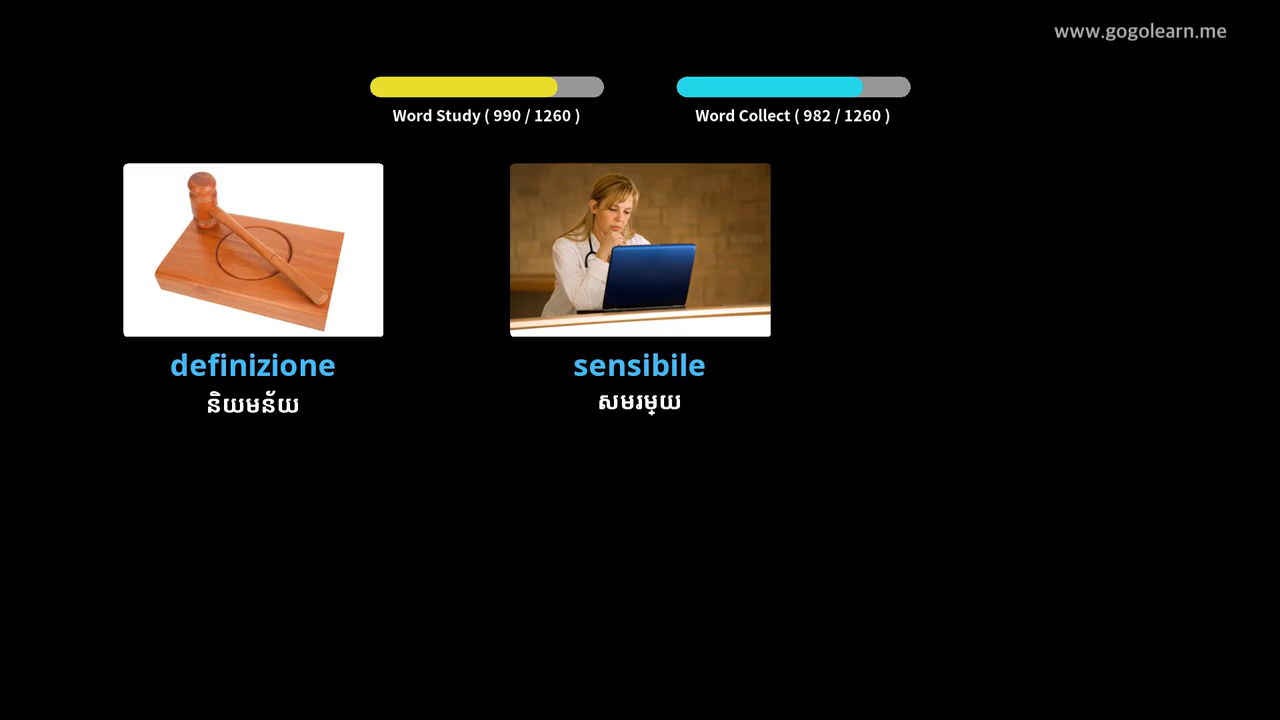 www.gogolearn.me
Word Study ( 990 / 1260 )
Word Collect ( 982 / 1260 )
definizione
និយមន័យ
sensibile
សមរម្យ